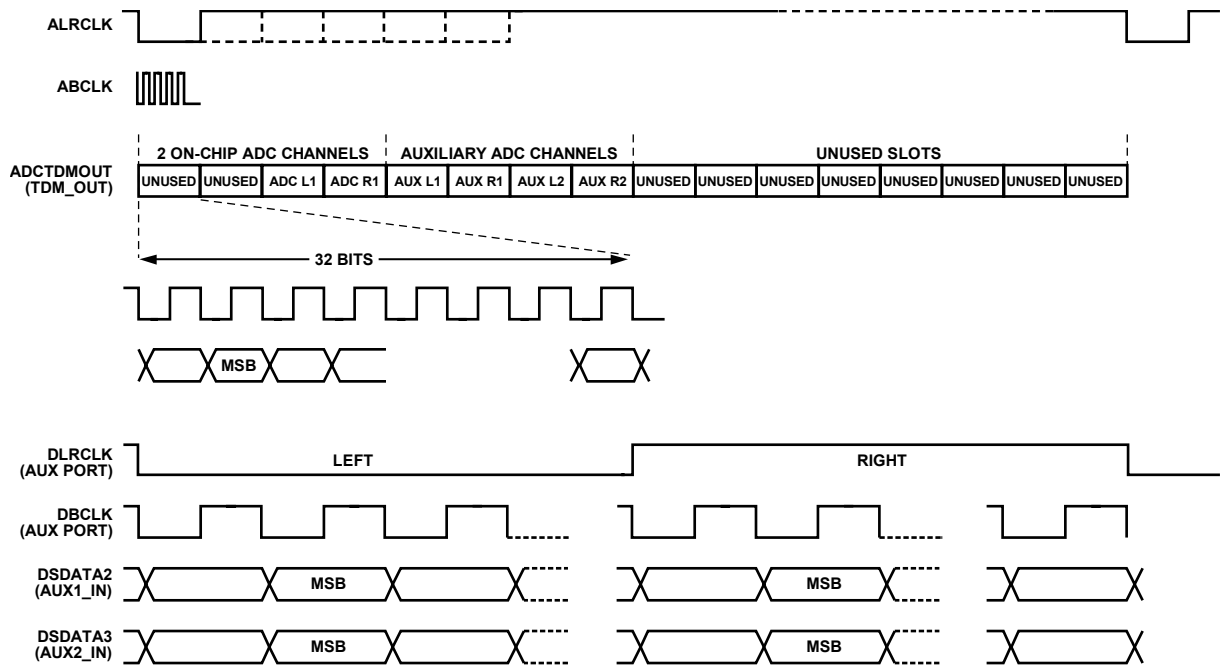 ALRCLK
ABCLK
2 ON-CHIP ADC CHANNELS AUXILIARY ADC CHANNELS UNUSED SLOTS
ADCTDMOUT
(TDM_OUT)
UNUSED UNUSED ADC L1 ADC R1 AUX L1 AUX R1 AUX L2 AUX R2 UNUSED UNUSED UNUSED UNUSED UNUSED UNUSED UNUSED UNUSED
32 BITS
MSB
DLRCLK
(AUX PORT)
LEFT RIGHT
DBCLK
(AUX PORT)
DSDATA2
(AUX1_IN)
MSB MSB
DSDATA3
(AUX2_IN)
MSB MSB